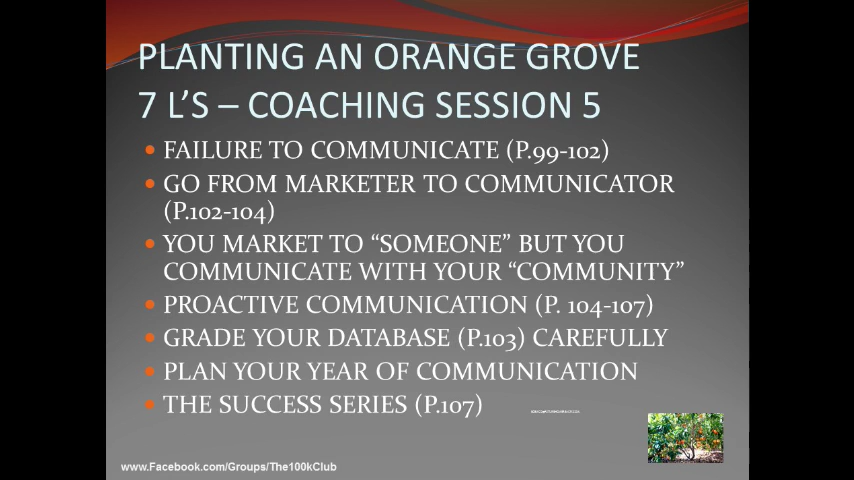 PLANTING AN ORANGE GROVE
7 L'S – COACHING SESSION 5
FAILURE TO COMMUNICATE (P.99-102)
GO FROM MARKETER TO COMMUNICATOR
(P.102-104)
YOU MARKET TO “SOMEONE” BUT YOU
COMMUNICATE WITH YOUR “COMMUNITY”
PROACTIVE COMMUNICATION (P. 104-107)
GRADE YOUR DATABASE (P.103) CAREFULLY
PLAN YOUR YEAR OF COMMUNICATION
THE SUCCESS SERIES (P.107)
www.Facebook.com/Groups/The100kClub